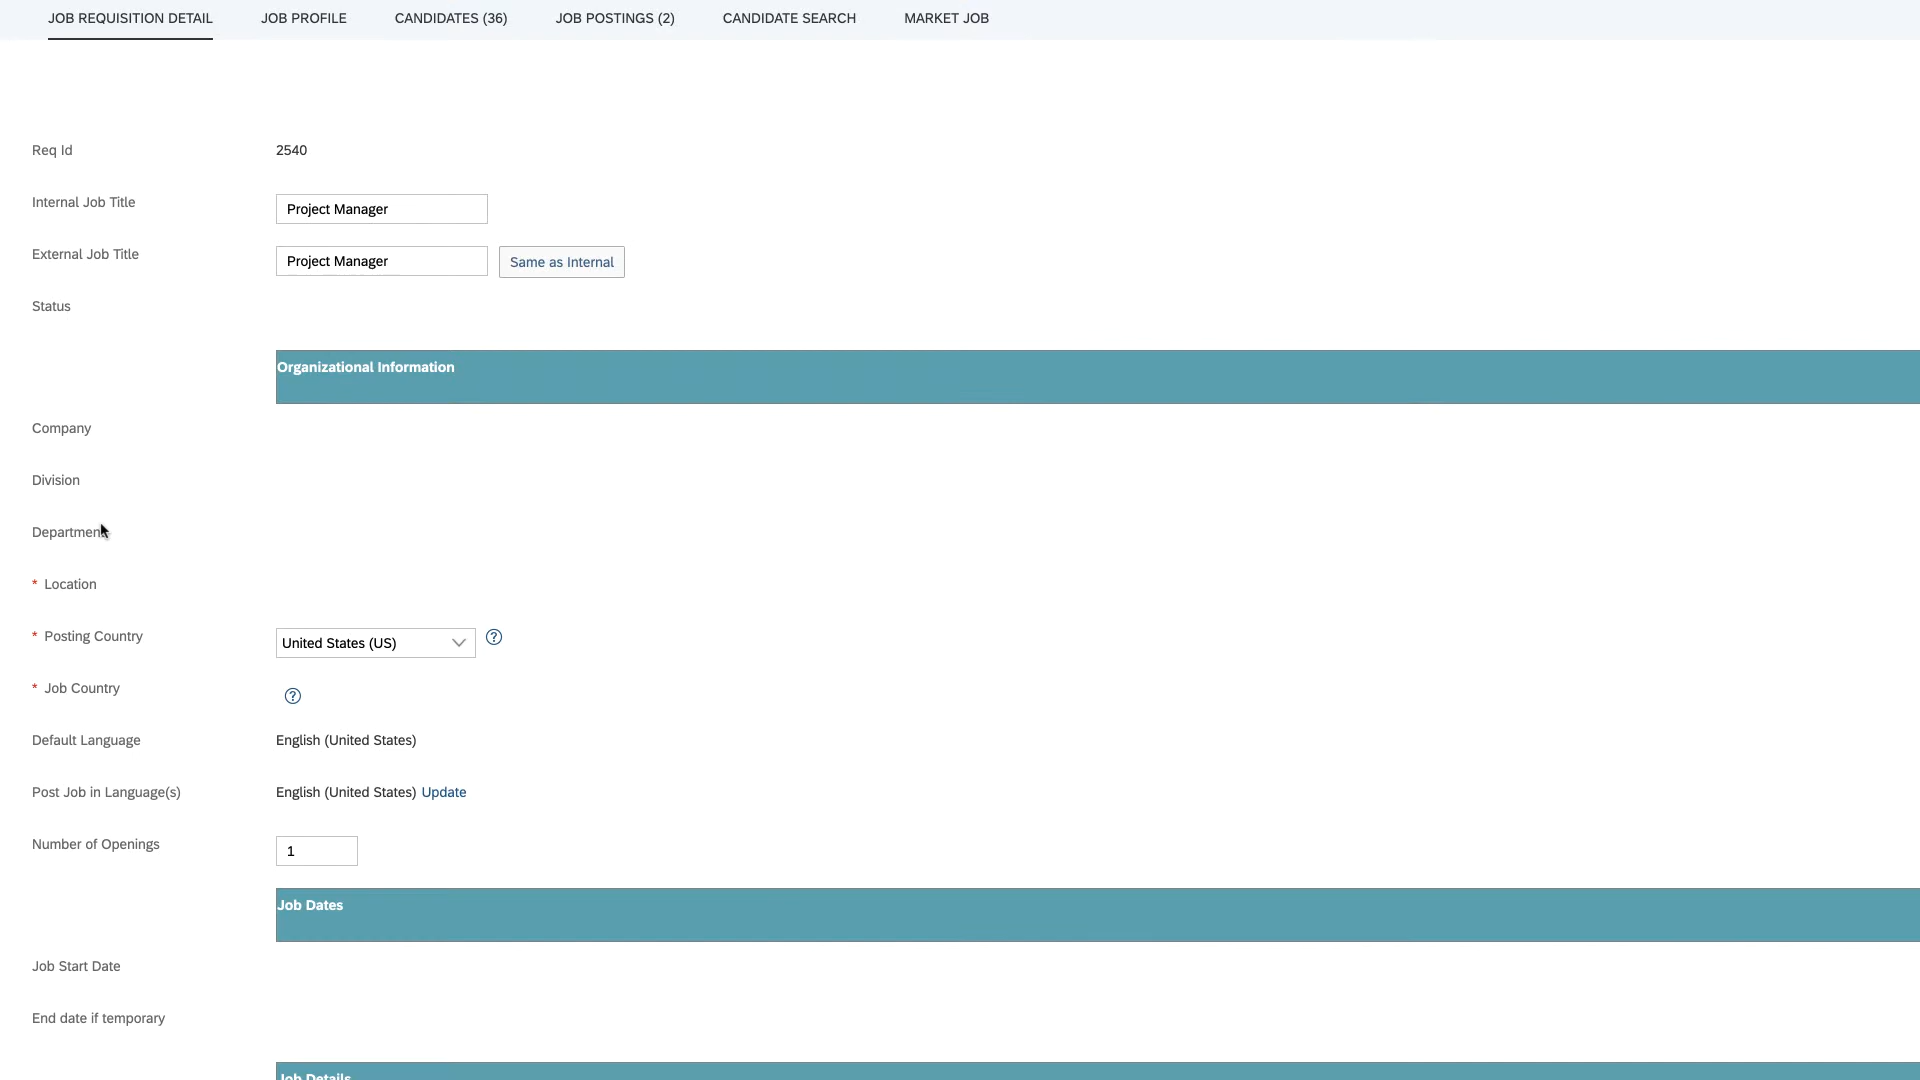 JOB REQUISITION DETAIL JOB PROFILE CANDIDATES (36) JOB POSTINGS (2) CANDIDATE SEARCH MARKET JOB
Req Id 2540
Internal Job Title Project Manager
External Job Title Project Manager Same as Internal
Status
Organizational Information
Company
Division
Department
* Location
* Posting Country United States (US) ?
* Job Country ?
Default Language English (United States)
Post Job in Language(s) English (United States) Update
Number of Openings 1
Job Dates
Job Start Date
End date if temporary
Job Details